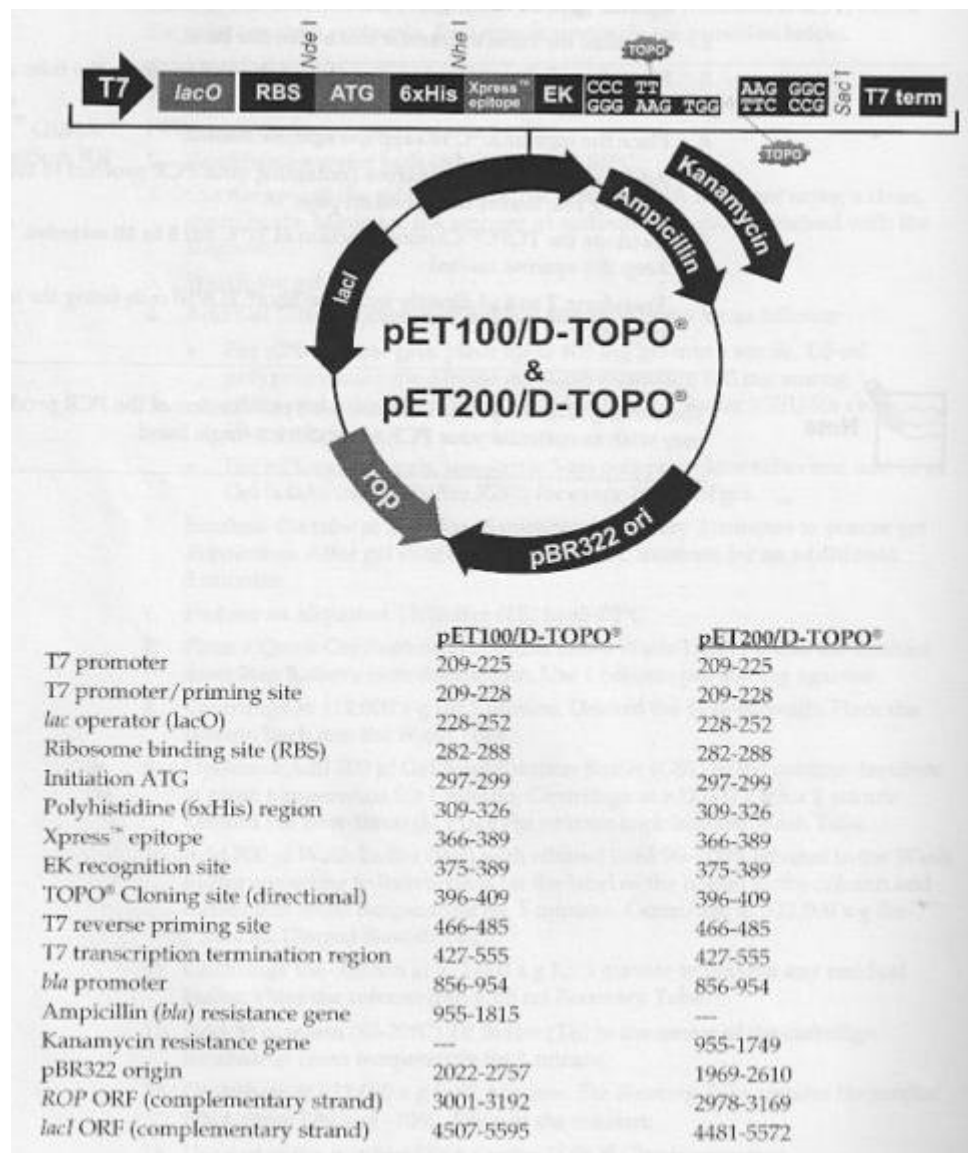 Nde I
Nhe I
TOPO
T7 lacO RBS ATG 6xHis Xpress™ epitope EK CCC TT AAG GGC Sac I T7 term
GGG AAG TGG TTC CCG
TOPO
Kanamycin
Ampicillin
lacI
pET100/D-TOPO®
&
pET200/D-TOPO®
rop
pBR322 ori
pET100/D-TOPO® pET200/D-TOPO®
T7 promoter 209-225 209-225
T7 promoter/priming site 209-228 209-228
lac operator (lacO) 228-252 228-252
Ribosome binding site (RBS) 282-288 282-288
Initiation ATG 297-299 297-299
Polyhistidine (6xHis) region 309-326 309-326
Xpress™ epitope 366-389 366-389
EK recognition site 375-389 375-389
TOPO® Cloning site (directional) 396-409 396-409
T7 reverse priming site 466-485 466-485
T7 transcription termination region 427-555 427-555
bla promoter 856-954 856-954
Ampicillin (bla) resistance gene 955-1815 ----
Kanamycin resistance gene ---- 955-1749
pBR322 origin 2022-2757 1969-2610
ROP ORF (complementary strand) 3001-3192 2978-3169
lacI ORF (complementary strand) 4507-5595 4481-5572